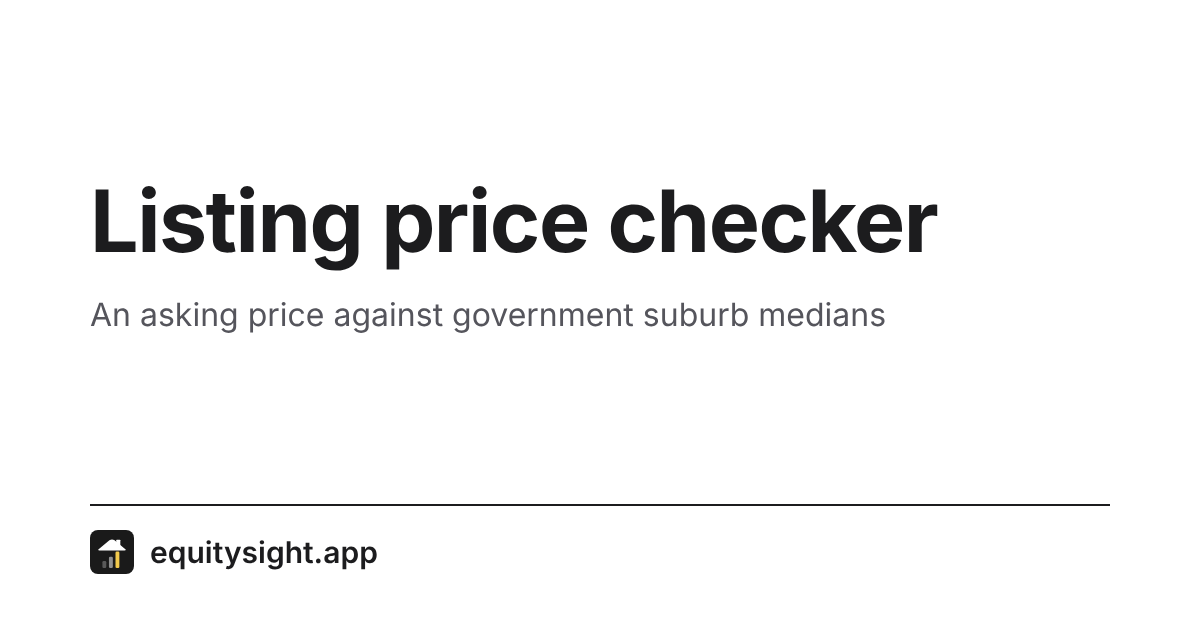 Listing price checker
An asking price against government suburb medians
equitysight.app